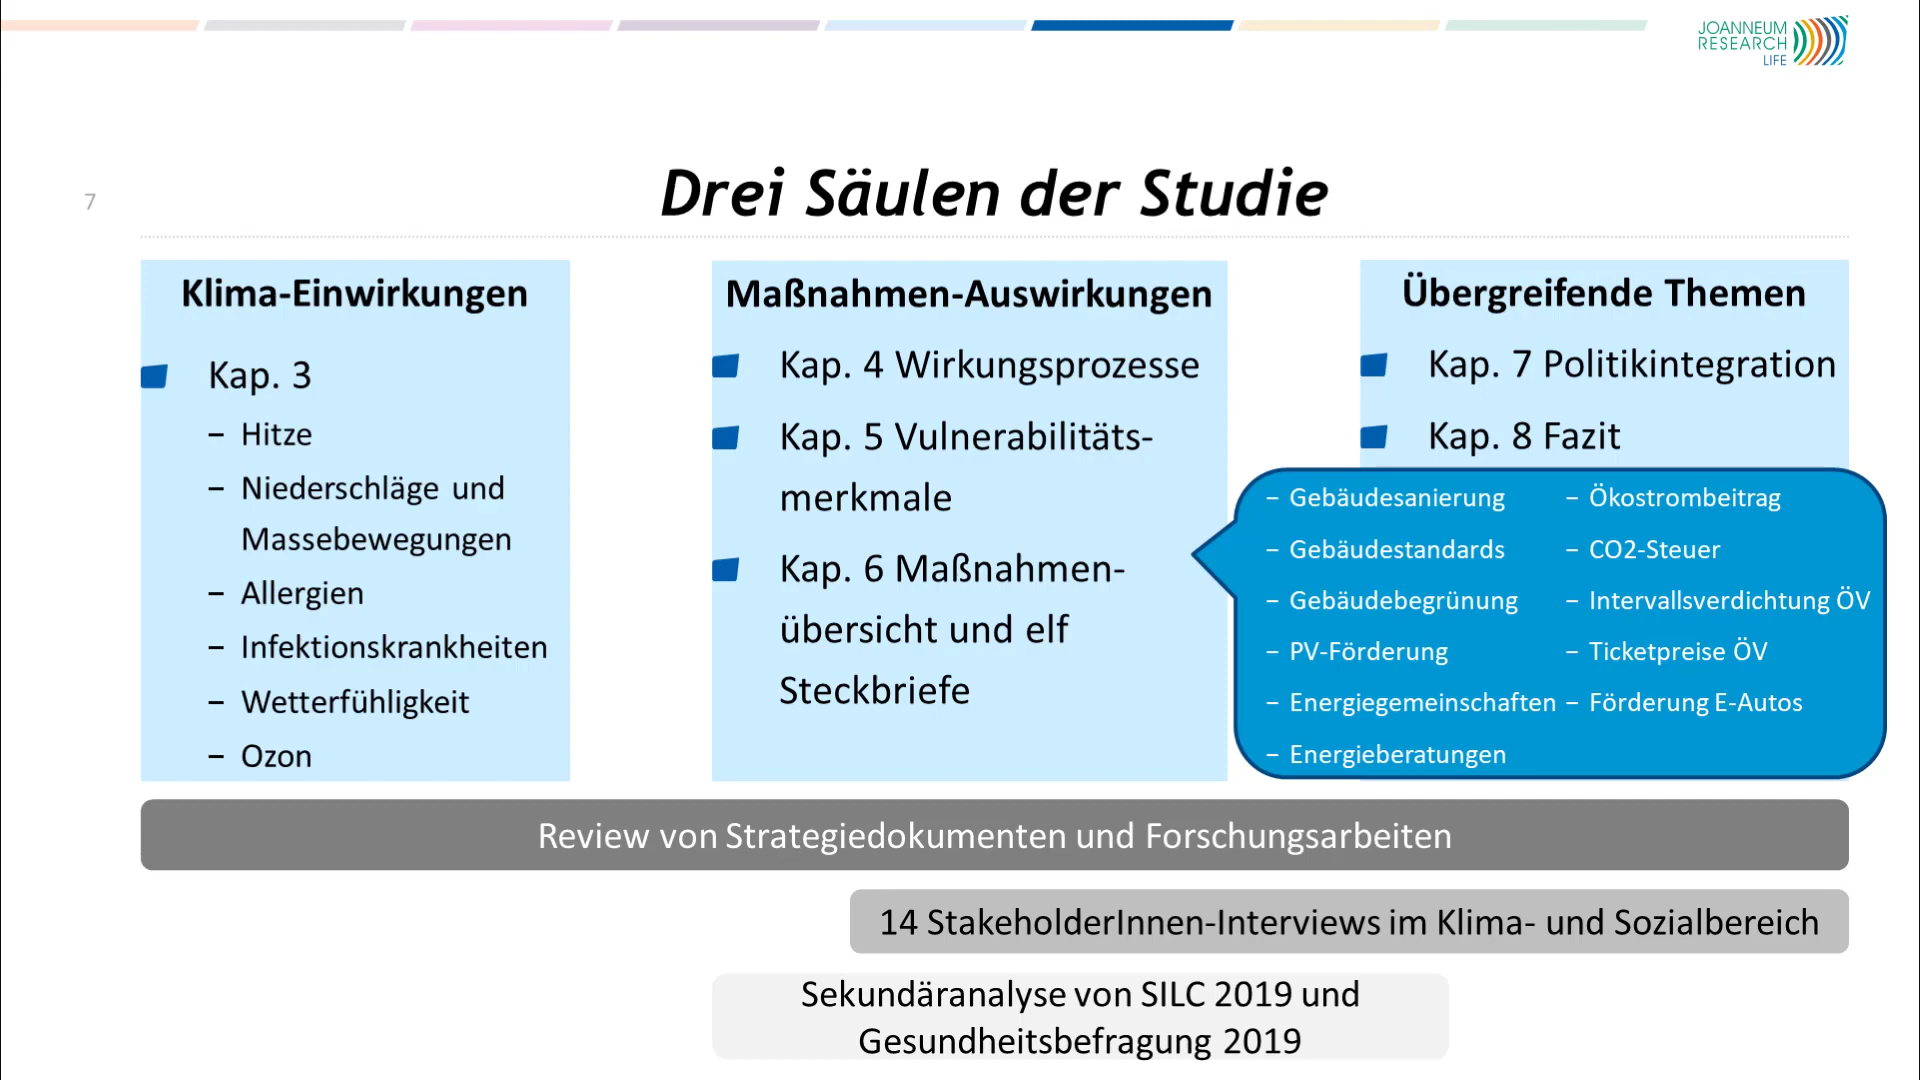 JOANNEUM
RESEARCH
LIFE
7
Drei Säulen der Studie
Klima-Einwirkungen
Kap. 3
– Hitze
– Niederschläge und
Massebewegungen
– Allergien
– Infektionskrankheiten
– Wetterfühligkeit
– Ozon
Maßnahmen-Auswirkungen
Kap. 4 Wirkungsprozesse
Kap. 5 Vulnerabilitäts-
merkmale
Kap. 6 Maßnahmen-
übersicht und elf
Steckbriefe
Übergreifende Themen
Kap. 7 Politikintegration
Kap. 8 Fazit
– Gebäudesanierung
– Gebäudestandards
– Gebäudebegrünung
– PV-Förderung
– Energiegemeinschaften
– Energieberatungen
– Ökostrombeitrag
– CO2-Steuer
– Intervallsverdichtung ÖV
– Ticketpreise ÖV
– Förderung E-Autos
Review von Strategiedokumenten und Forschungsarbeiten
14 StakeholderInnen-Interviews im Klima- und Sozialbereich
Sekundäranalyse von SILC 2019 und
Gesundheitsbefragung 2019